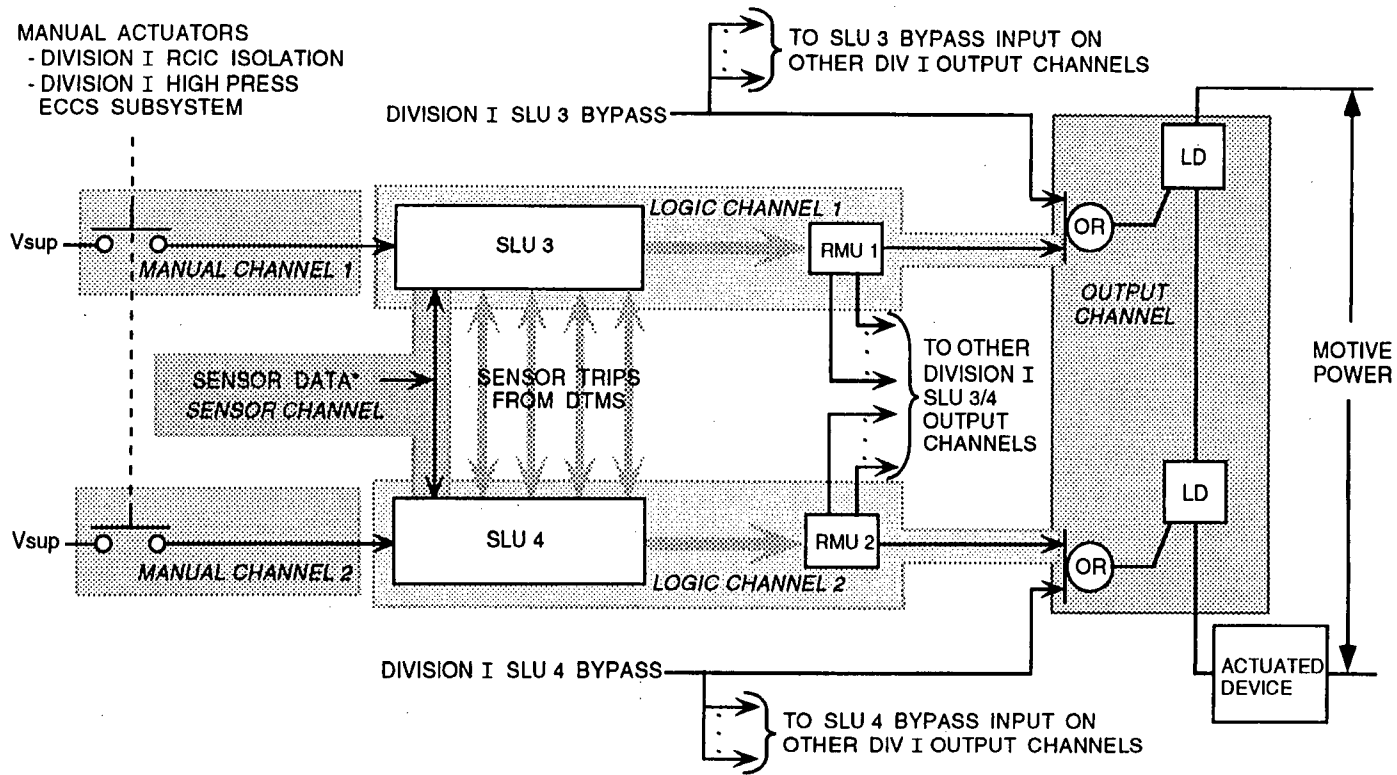 MANUAL ACTUATORS
- DIVISION I RCIC ISOLATION
- DIVISION I HIGH PRESS
ECCS SUBSYSTEM
TO SLU 3 BYPASS INPUT ON
OTHER DIV I OUTPUT CHANNELS
DIVISION I SLU 3 BYPASS
LD
LOGIC CHANNEL 1
Vsup
SLU 3
RMU 1
OR
MANUAL CHANNEL 1
OUTPUT
CHANNEL
SENSOR DATA*
SENSOR CHANNEL
SENSOR TRIPS
FROM DTMS
TO OTHER
DIVISION I
SLU 3/4
OUTPUT
CHANNELS
MOTIVE
POWER
LD
Vsup
SLU 4
RMU 2
OR
MANUAL CHANNEL 2
LOGIC CHANNEL 2
DIVISION I SLU 4 BYPASS
ACTUATED
DEVICE
TO SLU 4 BYPASS INPUT ON
OTHER DIV I OUTPUT CHANNELS